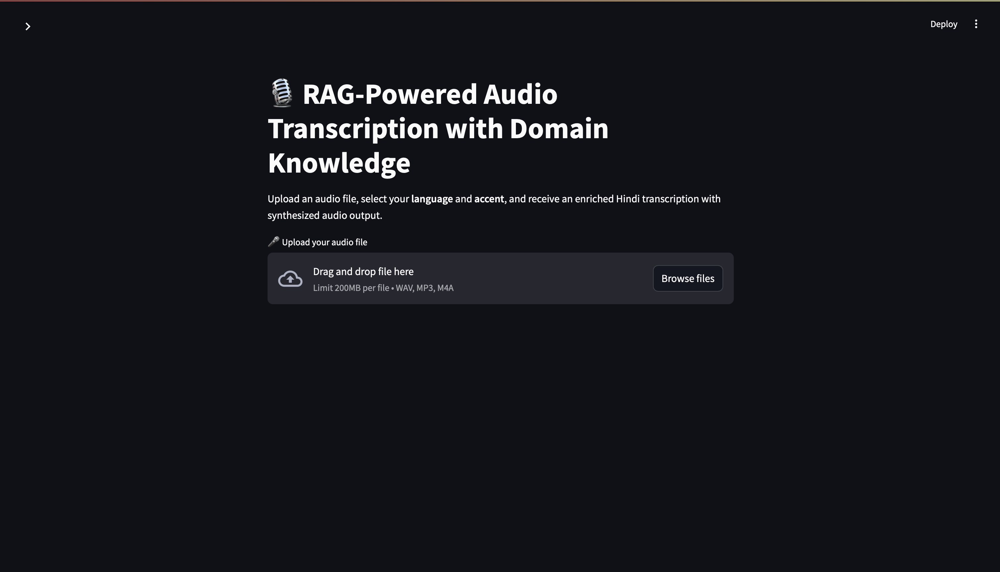 Deploy
RAG-Powered Audio
Transcription with Domain
Knowledge
Upload an audio file, select your language and accent, and receive an enriched Hindi transcription with
synthesized audio output.
Upload your audio file
Drag and drop file here
Limit 200MB per file • WAV, MP3, M4A
Browse files